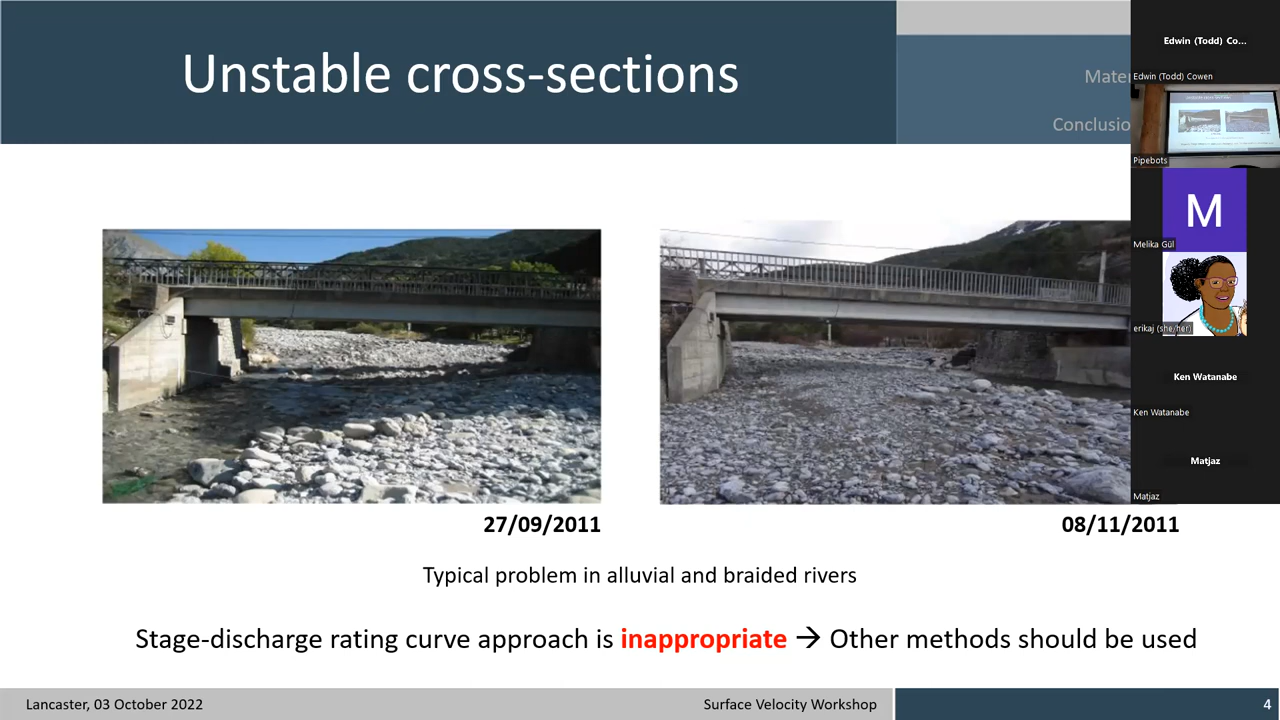 Unstable cross-sections
Mater
Conclusio
Edwin (Todd) Co...
Edwin (Todd) Cowen
Pipebots
M
Melika Gül
erikaj (she/her)
Ken Watanabe
Ken Watanabe
Matjaz
Matjaz
27/09/2011
08/11/2011
Typical problem in alluvial and braided rivers
Stage-discharge rating curve approach is inappropriate → Other methods should be used
Lancaster, 03 October 2022
Surface Velocity Workshop
4